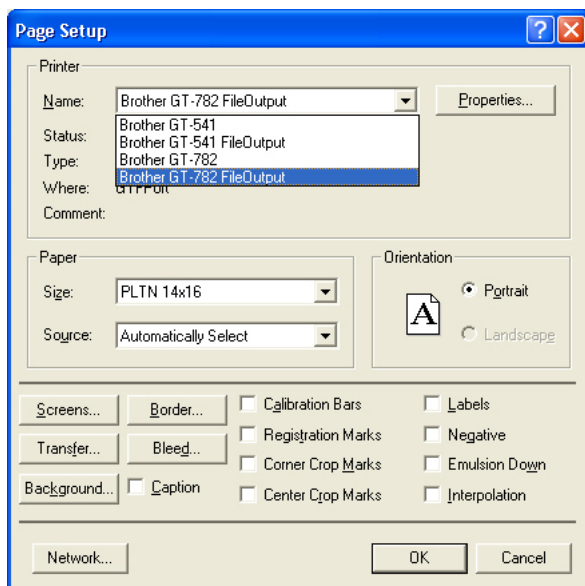 Page Setup
Printer
Name:
Brother GT-782 FileOutput
Properties...
Brother GT-541
Brother GT-541 FileOutput
Brother GT-782
Brother GT-782 FileOutput
Status:
Type:
Where:
GTPPort
Comment:
Paper
Size:
PLTN 14x16
Source:
Automatically Select
Orientation
A
Portrait
Landscape
Screens...
Border...
Transfer...
Bleed...
Background...
Caption
Calibration Bars
Registration Marks
Corner Crop Marks
Center Crop Marks
Labels
Negative
Emulsion Down
Interpolation
Network...
OK
Cancel